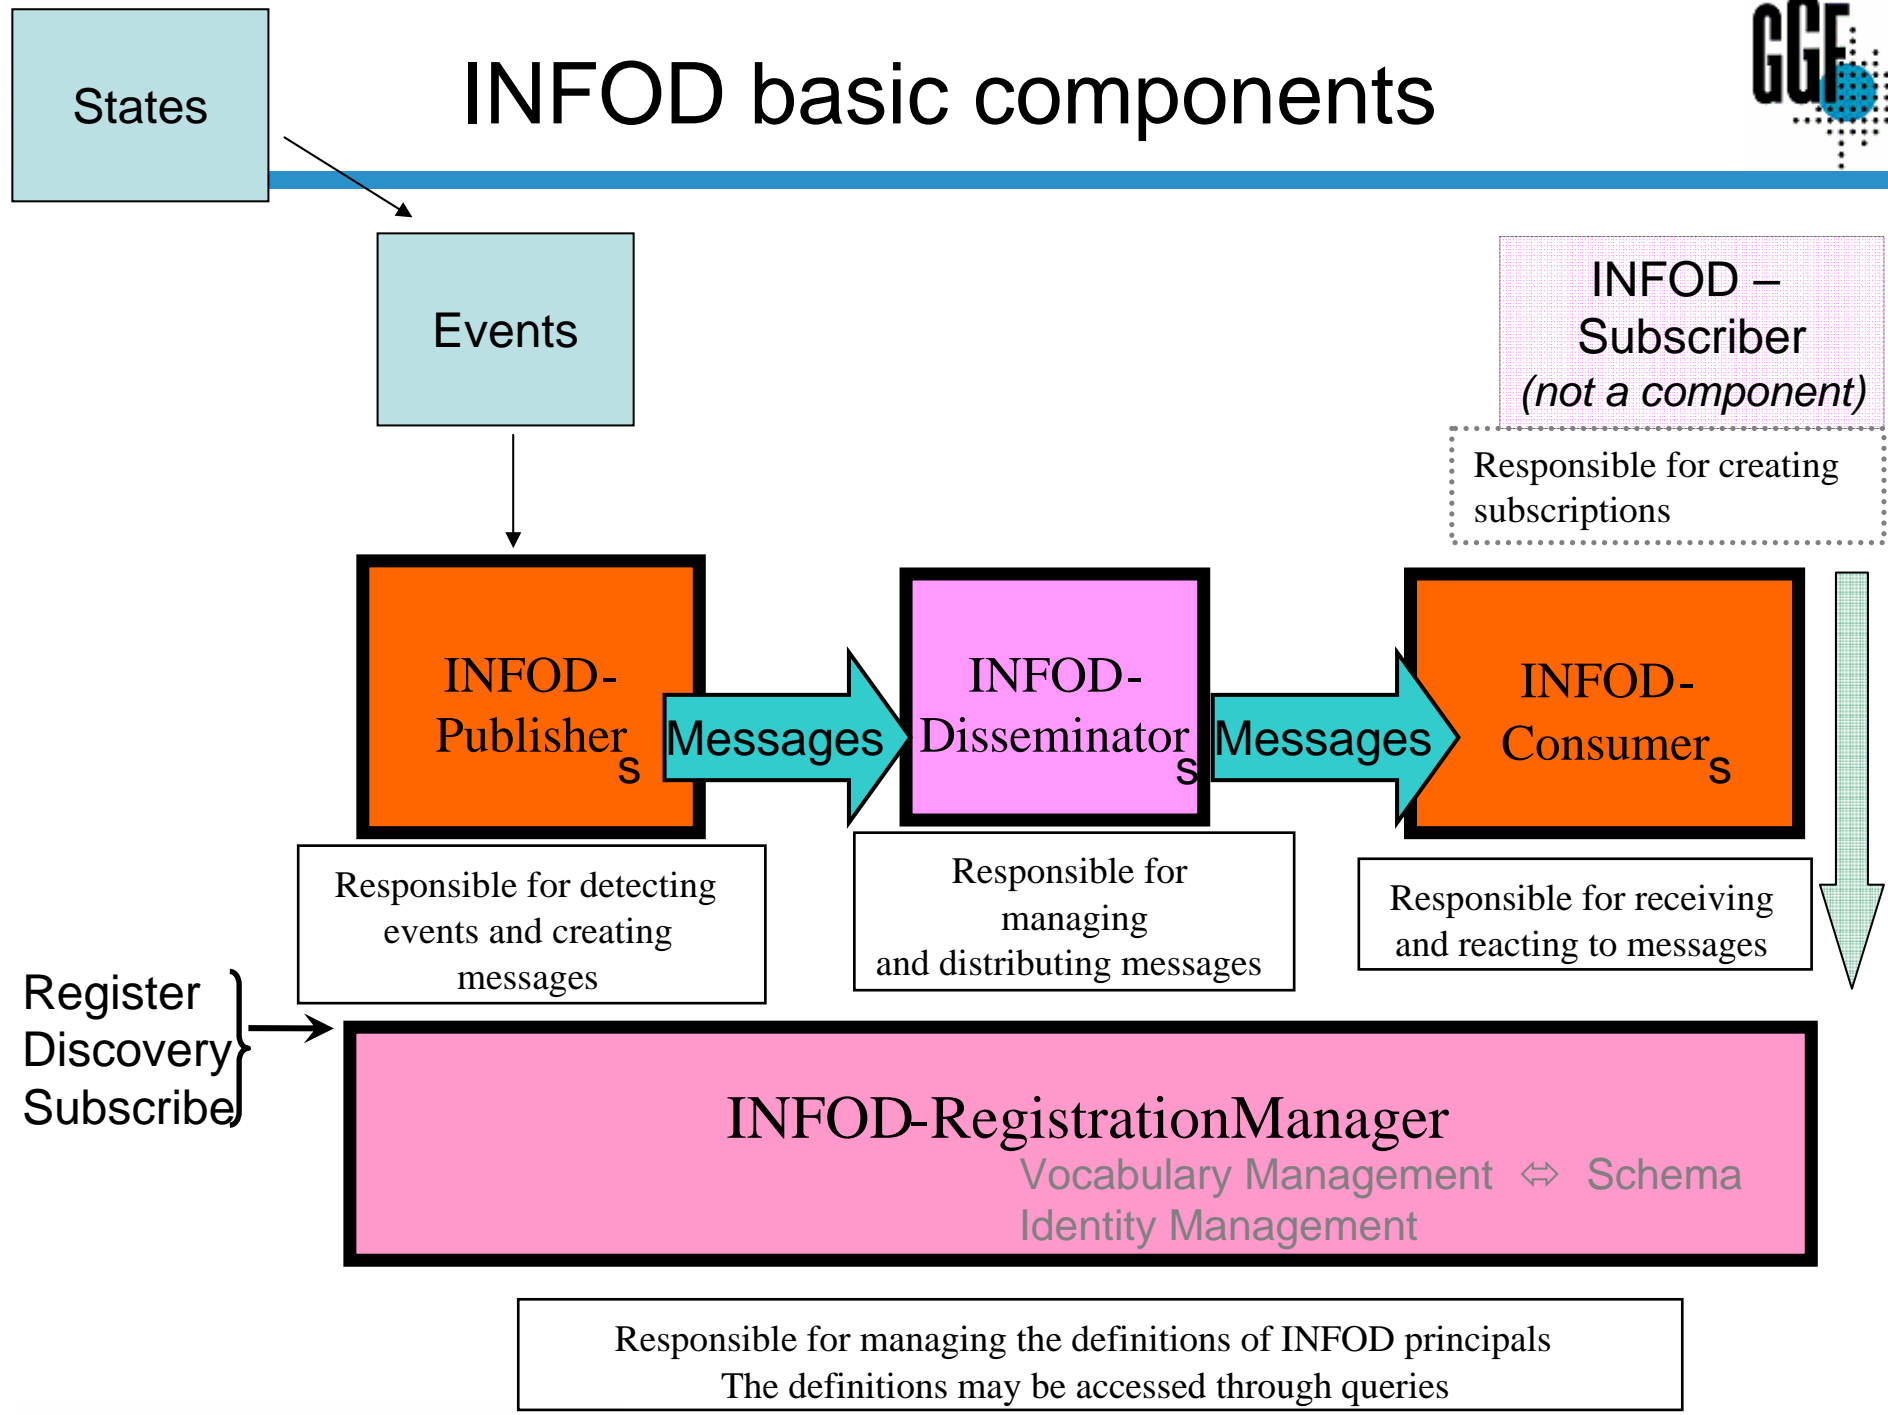 States
INFOD basic components
GGF
Events
INFOD –
Subscriber
(not a component)
Responsible for creating
subscriptions
INFOD-
Publishers
Messages
INFOD-
Disseminators
Messages
INFOD-
Consumers
Responsible for detecting
events and creating
messages
Responsible for
managing
and distributing messages
Responsible for receiving
and reacting to messages
Register
Discovery
Subscribe
INFOD-RegistrationManager
Vocabulary Management ⬄ Schema
Identity Management
Responsible for managing the definitions of INFOD principals
The definitions may be accessed through queries